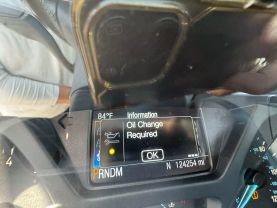 84°F Information
Oil Change
Required
OK
PRNDM N 124254 mi